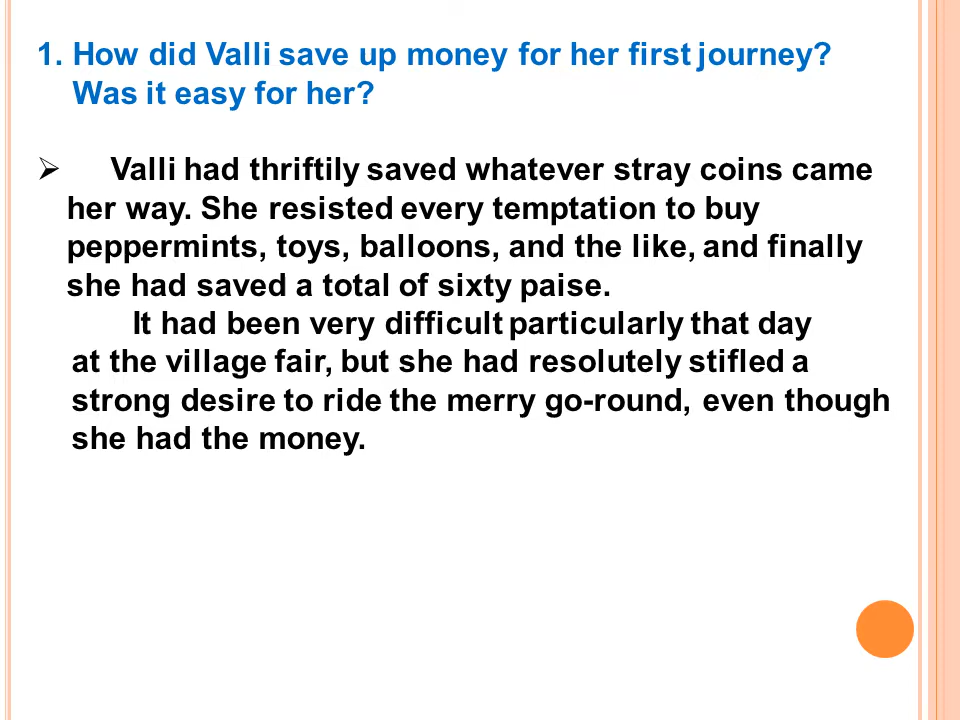 1. How did Valli save up money for her first journey?
Was it easy for her?
➢ Valli had thriftily saved whatever stray coins came
her way. She resisted every temptation to buy
peppermints, toys, balloons, and the like, and finally
she had saved a total of sixty paise.
It had been very difficult particularly that day
at the village fair, but she had resolutely stifled a
strong desire to ride the merry go-round, even though
she had the money.